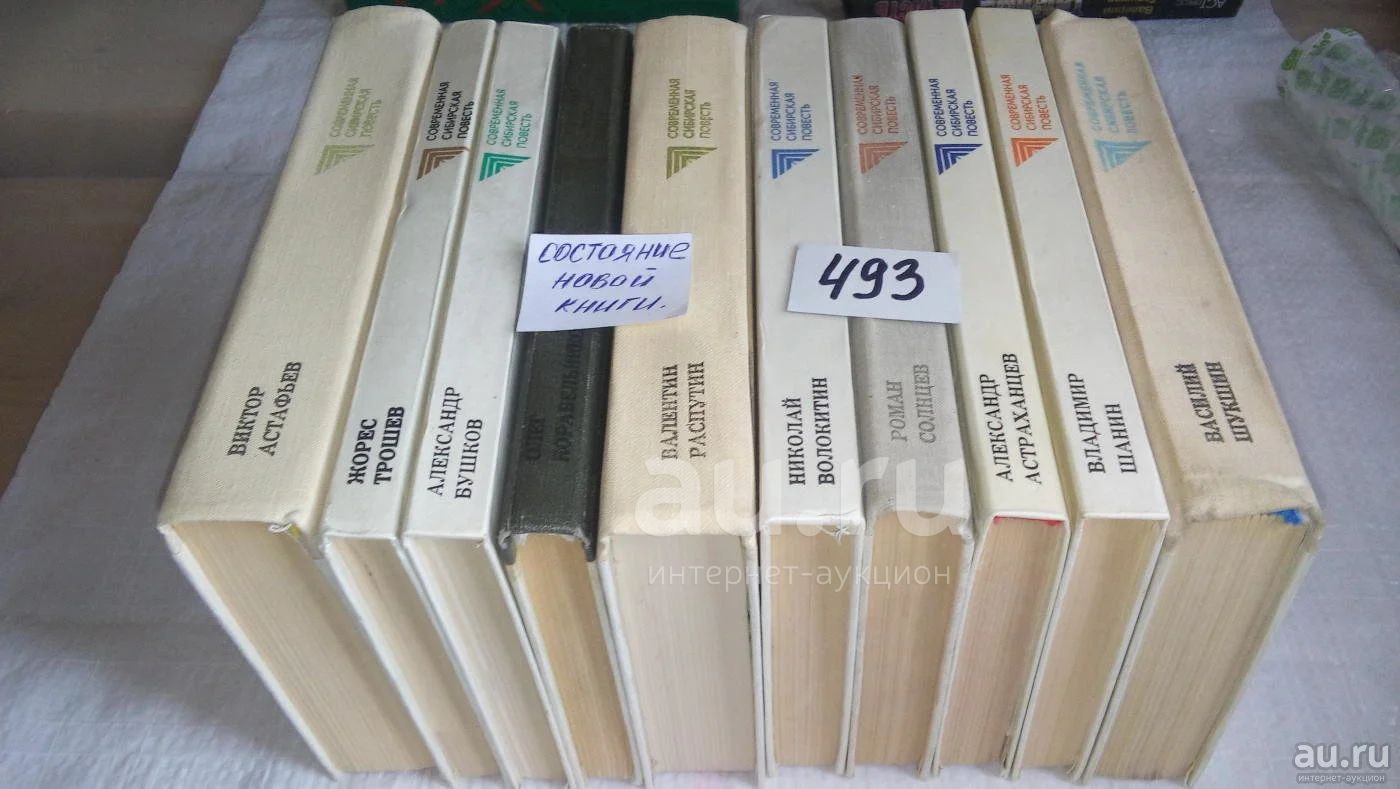 СОВРЕМЕННАЯ
СИБИРСКАЯ
ПОВЕСТЬ
ВИКТОР
АСТАФЬЕВ
СОВРЕМЕННАЯ
СИБИРСКАЯ
ПОВЕСТЬ
ЖОРЕС
ТРОШЕВ
СОВРЕМЕННАЯ
СИБИРСКАЯ
ПОВЕСТЬ
АЛЕКСАНДР
БУШКОВ
ОЛЕГ
КОРАБЕЛЬНИКОВ
СОВРЕМЕННАЯ
СИБИРСКАЯ
ПОВЕСТЬ
ВАЛЕНТИН
РАСПУТИН
СОВРЕМЕННАЯ
СИБИРСКАЯ
ПОВЕСТЬ
НИКОЛАЙ
ВОЛОКИТИН
СОВРЕМЕННАЯ
СИБИРСКАЯ
ПОВЕСТЬ
РОМАН
СОЛНЦЕВ
СОВРЕМЕННАЯ
СИБИРСКАЯ
ПОВЕСТЬ
АЛЕКСАНДР
АСТРАХАНЦЕВ
СОВРЕМЕННАЯ
СИБИРСКАЯ
ПОВЕСТЬ
ВЛАДИМИР
ШАНИН
СОВРЕМЕННАЯ
СИБИРСКАЯ
ПОВЕСТЬ
ВАСИЛИЙ
ШУКШИН
СОСТОЯНИЕ
НОВОЙ
КНИГИ.
493
au.ru
интернет-аукцион
au.ru
интернет-аукцион